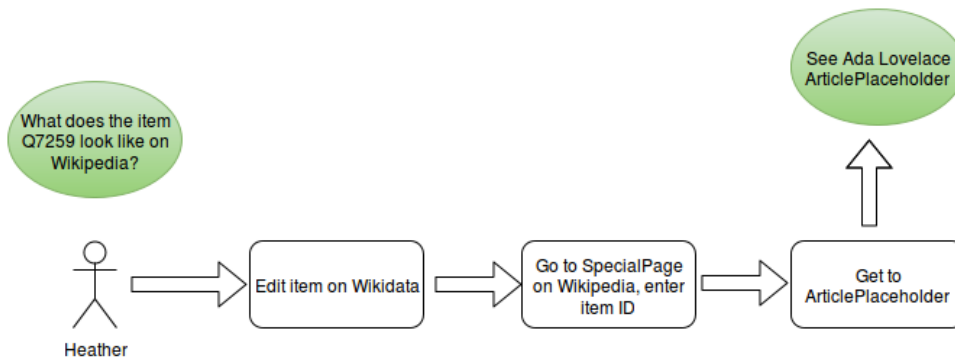 See Ada Lovelace
ArticlePlaceholder
What does the item
Q7259 look like on
Wikipedia?
Edit item on Wikidata
Go to SpecialPage
on Wikipedia, enter
item ID
Get to
ArticlePlaceholder
Heather